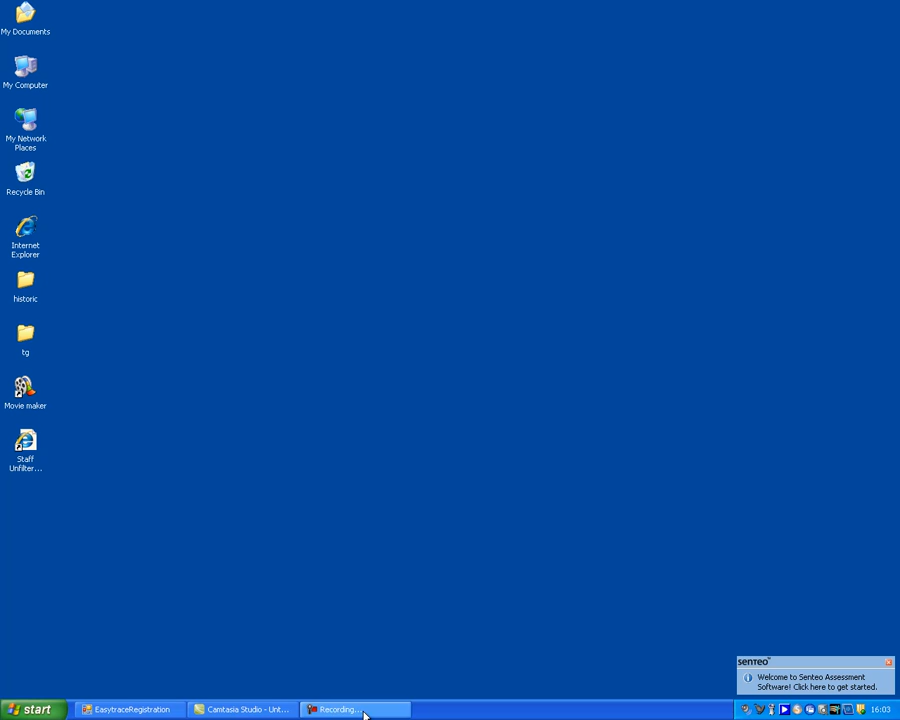 My Documents
My Computer
My Network
Places
Recycle Bin
Internet
Explorer
historic
tg
Movie maker
Staff
Unfilter...
senteo™
Welcome to Senteo Assessment
Software! Click here to get started.
start
EasytraceRegistration
Camtasia Studio - Unt...
Recording...
16:03